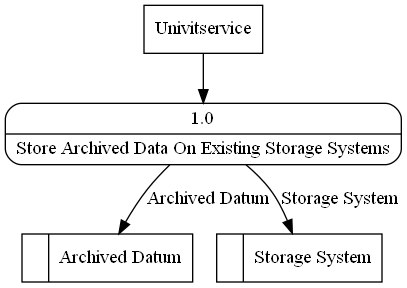 Univitservice
1.0
Store Archived Data On Existing Storage Systems
Archived Datum
Storage System
Archived Datum
Storage System